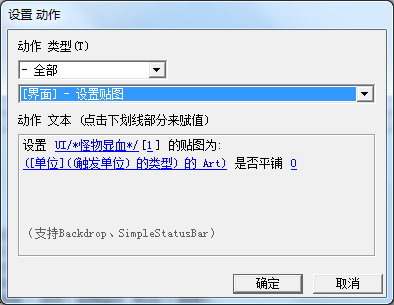 设置 动作
动作 类型(T)
- 全部
[界面] - 设置贴图
动作 文本 (点击下划线部分来赋值)
设置 UI/*怪物显血*/[1] 的贴图为:
([单位]((触发单位) 的类型) 的 Art) 是否平铺 0
(支持Backdrop、SimpleStatusBar)
确定 取消